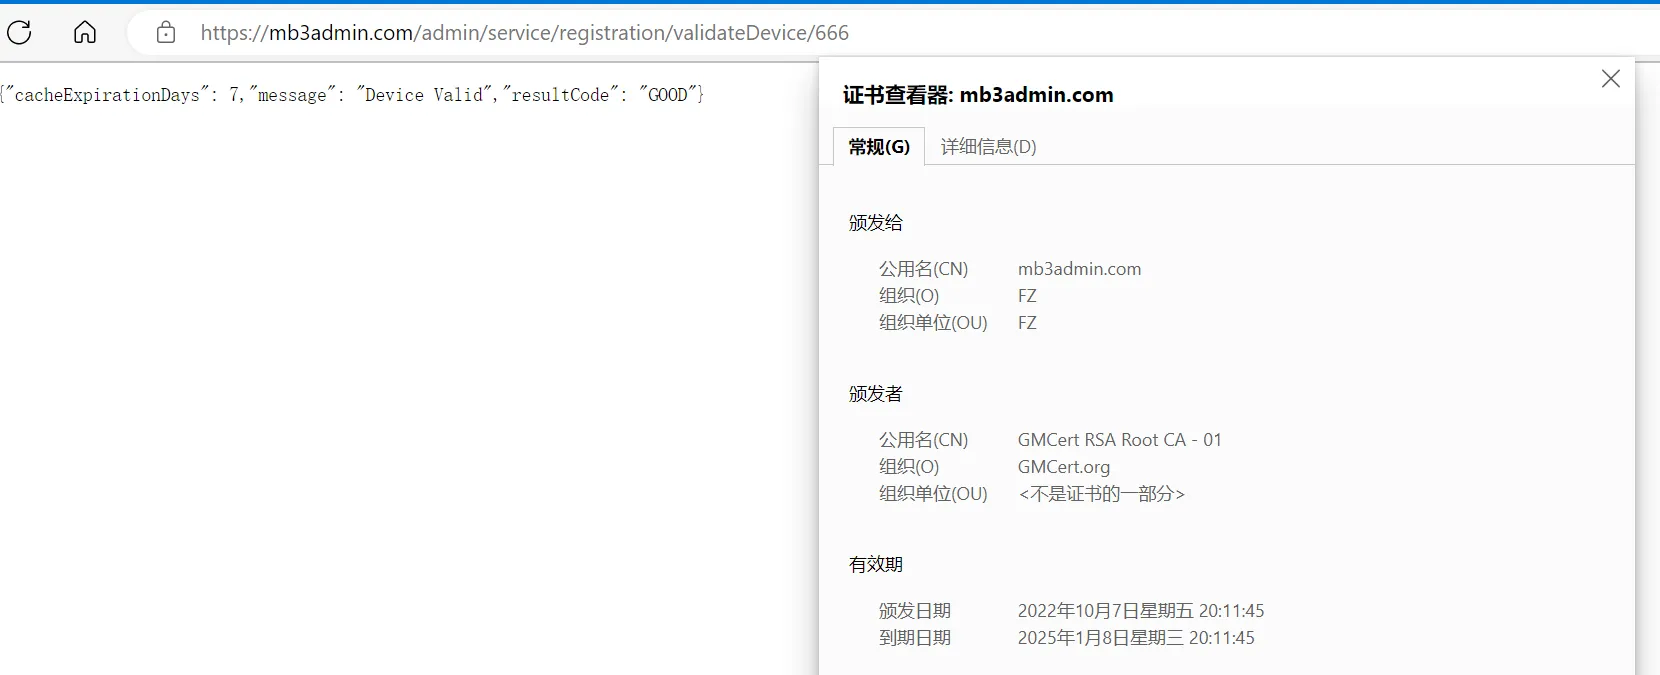 https://mb3admin.com/admin/service/registration/validateDevice/666
{"cacheExpirationDays": 7,"message": "Device Valid","resultCode": "GOOD"}
证书查看器: mb3admin.com
常规(G) 详细信息(D)
颁发给
公用名(CN) mb3admin.com
组织(O) FZ
组织单位(OU) FZ
颁发者
公用名(CN) GMCert RSA Root CA - 01
组织(O) GMCert.org
组织单位(OU) <不是证书的一部分>
有效期
颁发日期 2022年10月7日星期五 20:11:45
到期日期 2025年1月8日星期三 20:11:45